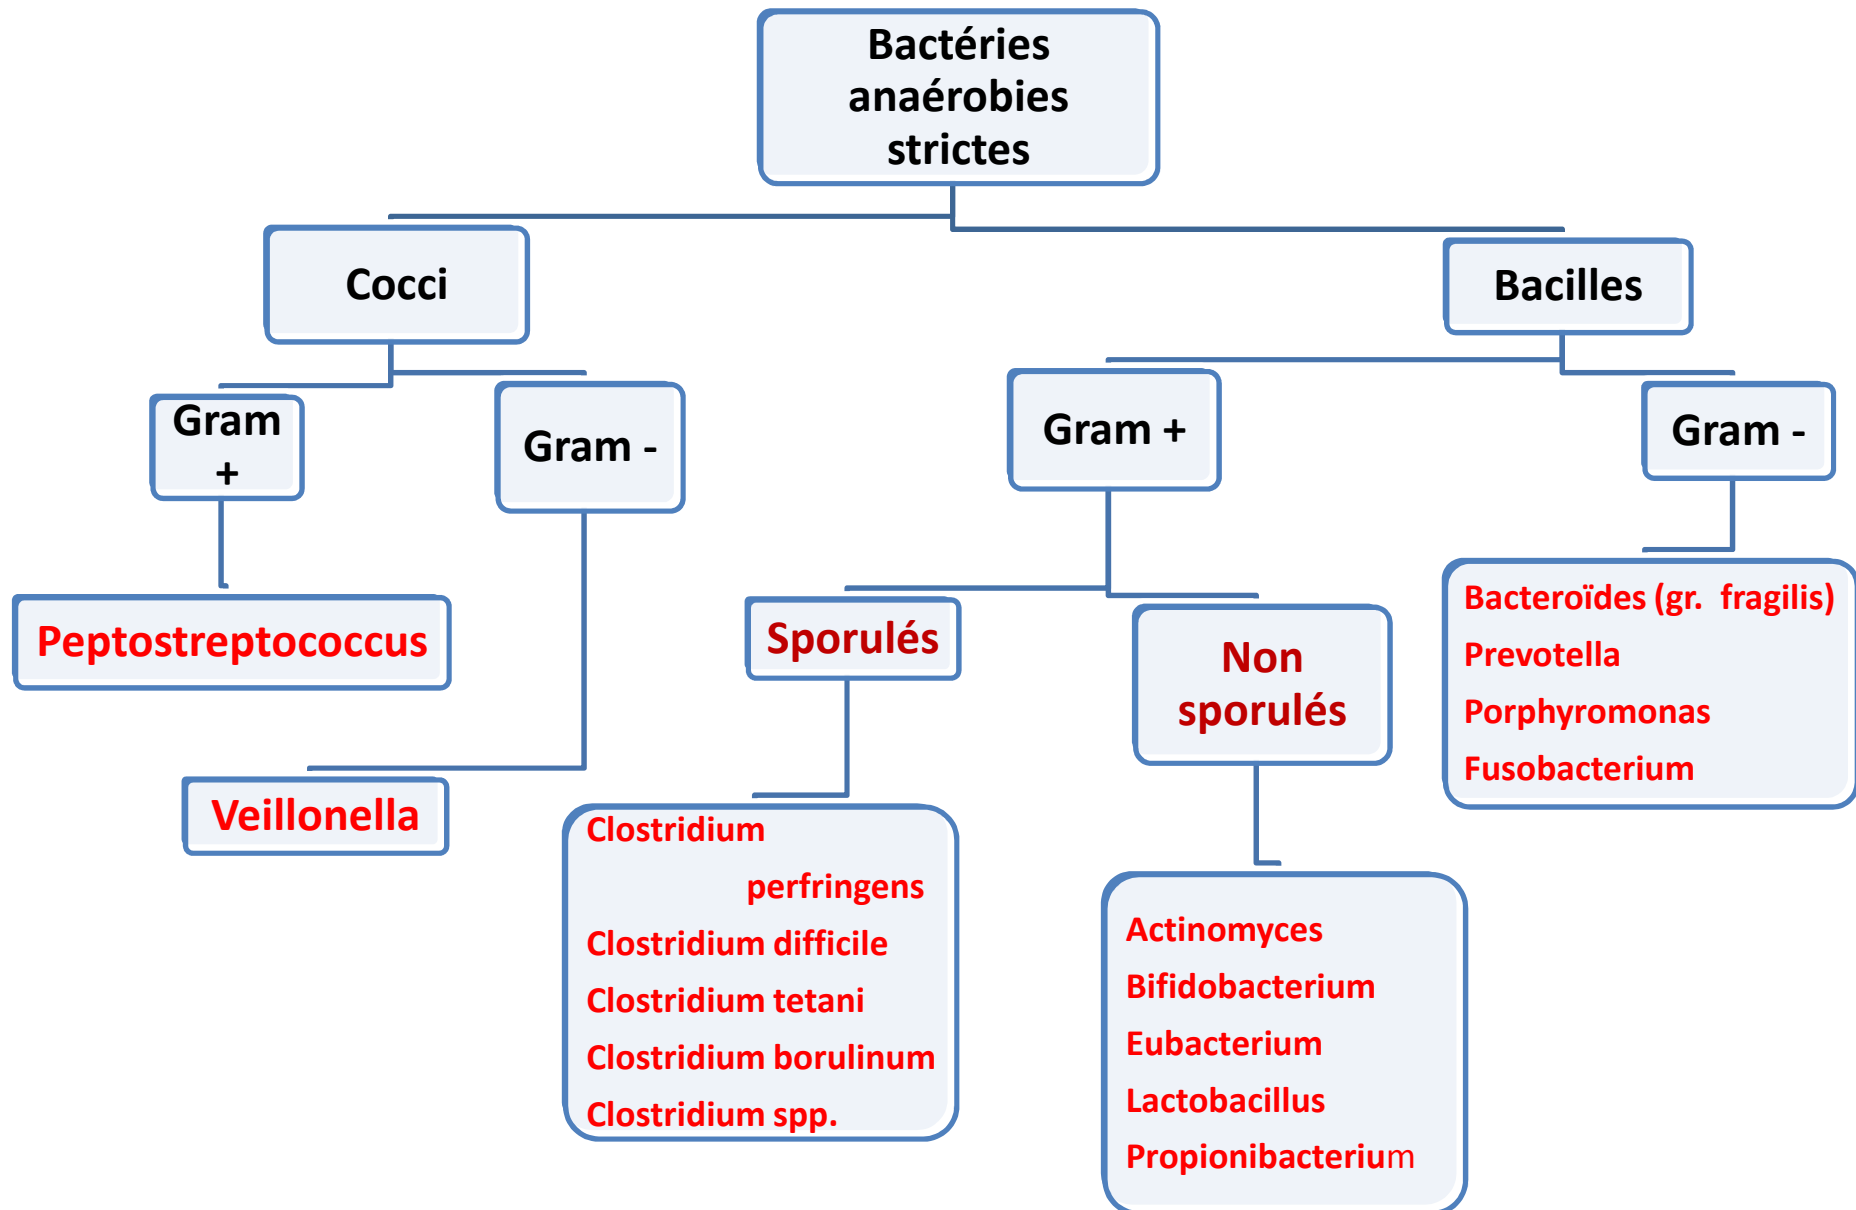 Bactéries
anaérobies
strictes
Cocci
Bacilles
Gram
+
Gram -
Gram +
Gram -
Peptostreptococcus
Veillonella
Sporulés
Non
sporulés
Bacteroïdes (gr. fragilis)
Prevotella
Porphyromonas
Fusobacterium
Clostridium
perfringens
Clostridium difficile
Clostridium tetani
Clostridium borulinum
Clostridium spp.
Actinomyces
Bifidobacterium
Eubacterium
Lactobacillus
Propionibacterium